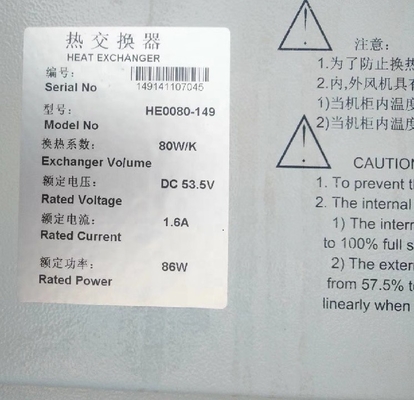 热交换器
HEAT EXCHANGER
编号：
Serial No
149141107045
型号：
Model No
HE0080-149
换热系数：
Exchanger Volume
80W/K
额定电压：
Rated Voltage
DC 53.5V
额定电流：
Rated Current
1.6A
额定功率：
Rated Power
86W
注意：
1.为了防止换热
2.内,外风机具有
1)当机柜内温度
2)当机柜内温度
CAUTION
1. To prevent t
2. The internal
1) The intern
to 100% full s
2) The exter
from 57.5% to
linearly when